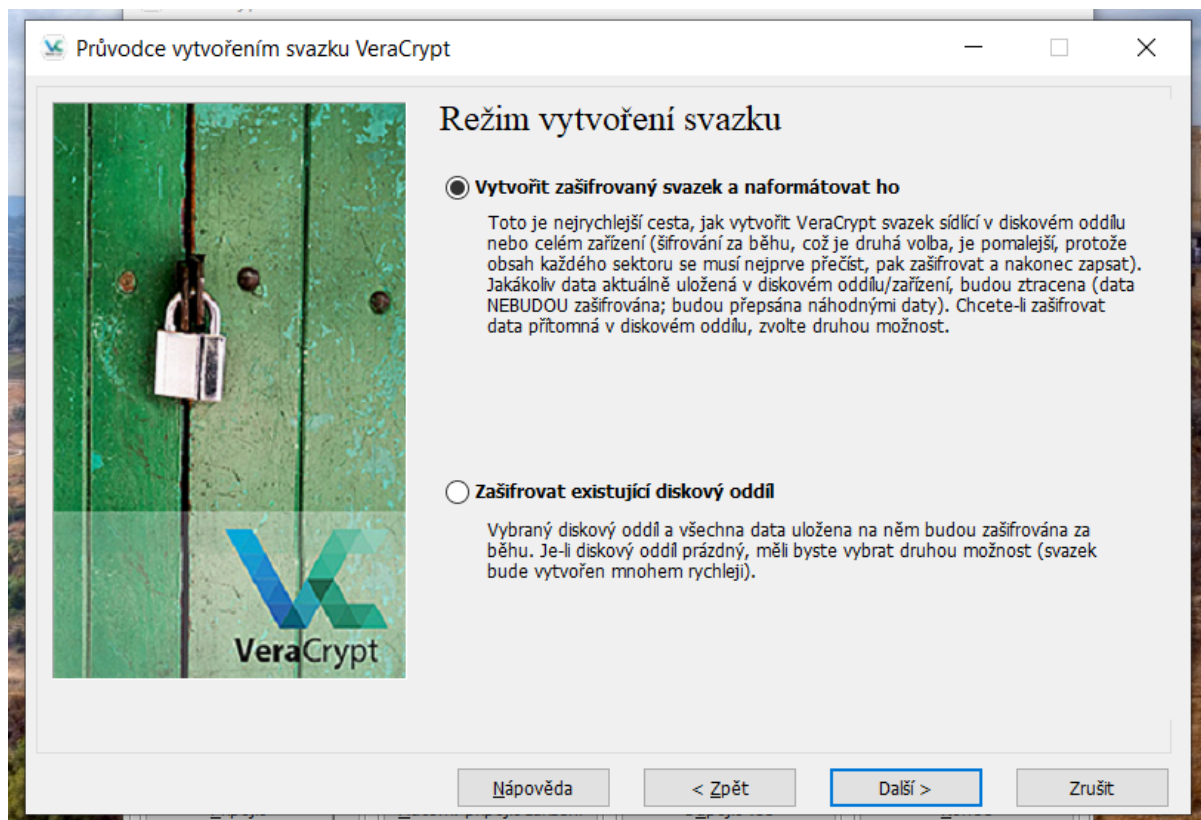 Průvodce vytvořením svazku VeraCrypt
Režim vytvoření svazku
Vytvořit zašifrovaný svazek a naformátovat ho
Toto je nejrychlejší cesta, jak vytvořit VeraCrypt svazek sídlící v diskovém oddílu
nebo celém zařízení (šifrování za běhu, což je druhá volba, je pomalejší, protože
obsah každého sektoru se musí nejprve přečíst, pak zašifrovat a nakonec zapsat).
Jakákoliv data aktuálně uložená v diskovém oddílu/zařízení, budou ztracena (data
NEBUDOU zašifrována; budou přepsána náhodnými daty). Chcete-li zašifrovat
data přítomná v diskovém oddílu, zvolte druhou možnost.
Zašifrovat existující diskový oddíl
Vybraný diskový oddíl a všechna data uložena na něm budou zašifrována za
běhu. Je-li diskový oddíl prázdný, měli byste vybrat druhou možnost (svazek
bude vytvořen mnohem rychleji).
VeraCrypt
Nápověda
< Zpět
Další >
Zrušit